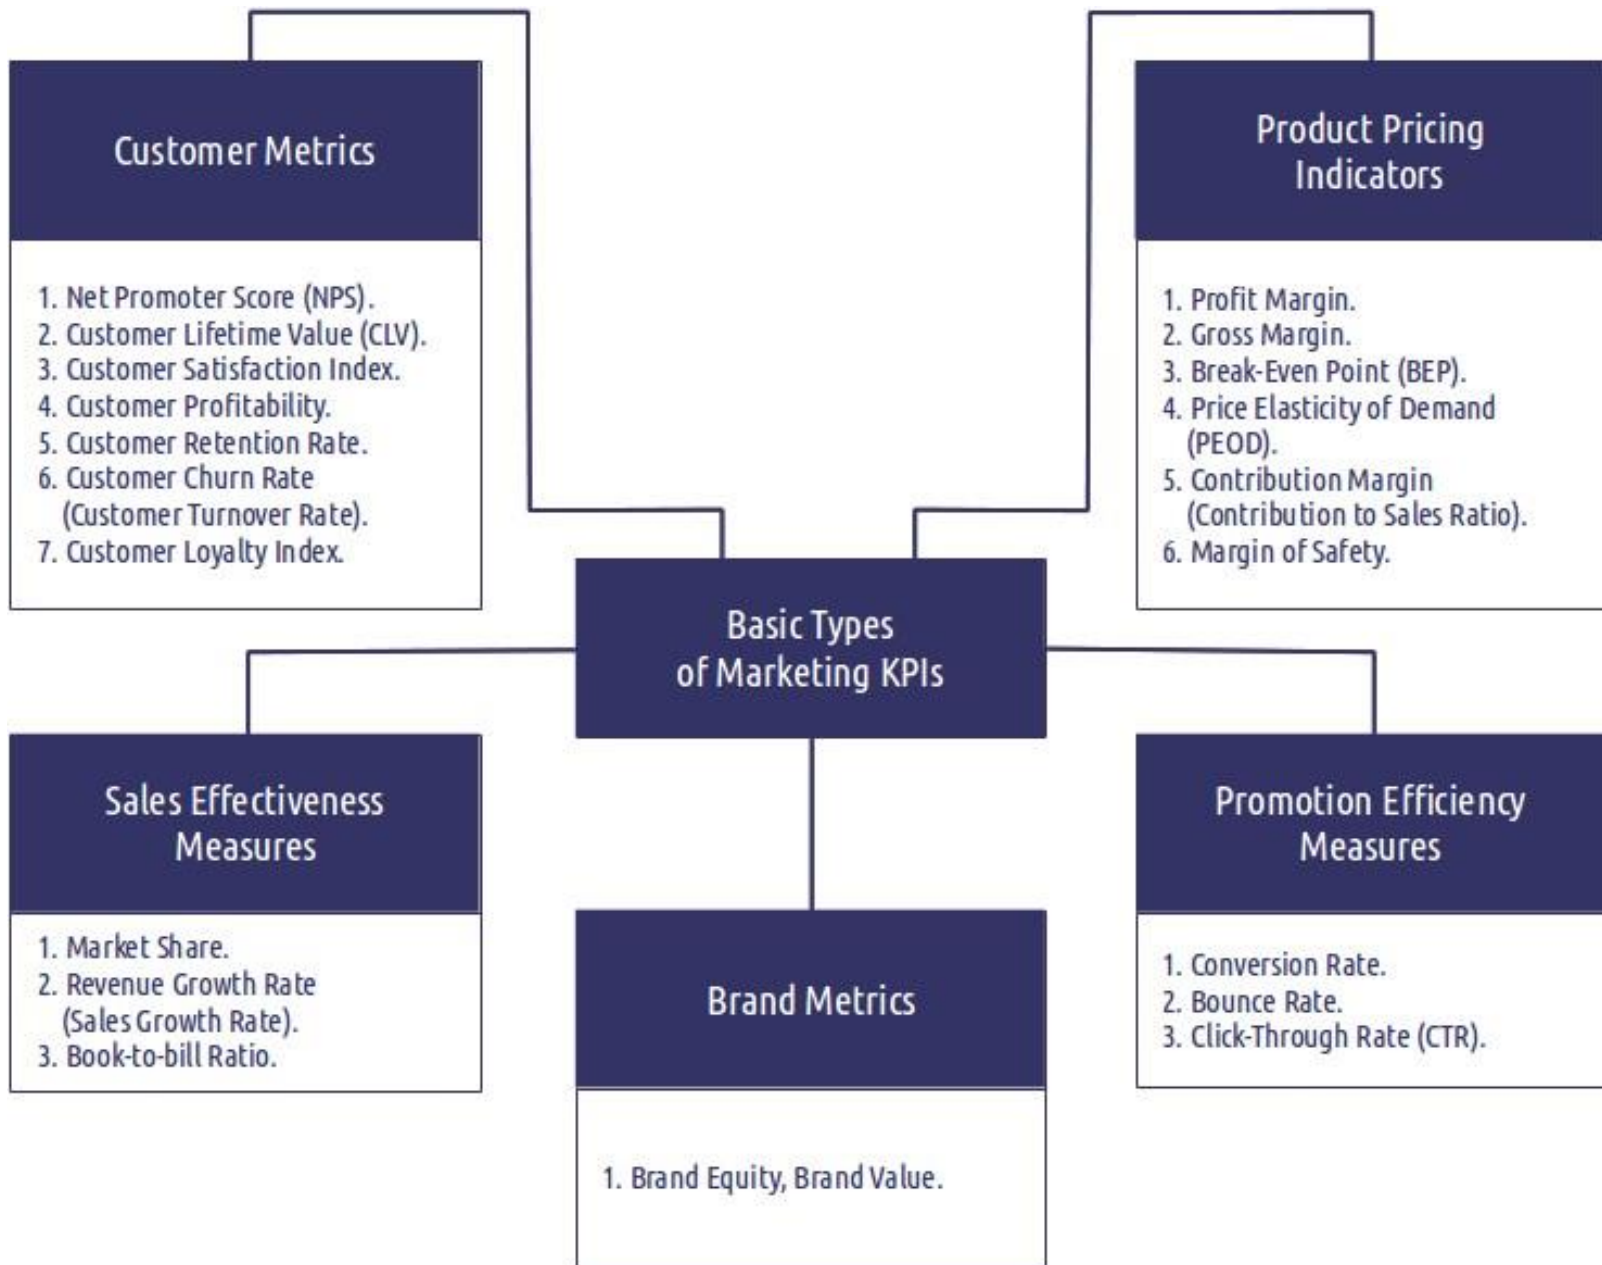 Customer Metrics
1. Net Promoter Score (NPS).
2. Customer Lifetime Value (CLV).
3. Customer Satisfaction Index.
4. Customer Profitability.
5. Customer Retention Rate.
6. Customer Churn Rate
(Customer Turnover Rate).
7. Customer Loyalty Index.
Product Pricing
Indicators
1. Profit Margin.
2. Gross Margin.
3. Break-Even Point (BEP).
4. Price Elasticity of Demand
(PEOD).
5. Contribution Margin
(Contribution to Sales Ratio).
6. Margin of Safety.
Basic Types
of Marketing KPIs
Sales Effectiveness
Measures
1. Market Share.
2. Revenue Growth Rate
(Sales Growth Rate).
3. Book-to-bill Ratio.
Brand Metrics
1. Brand Equity, Brand Value.
Promotion Efficiency
Measures
1. Conversion Rate.
2. Bounce Rate.
3. Click-Through Rate (CTR).